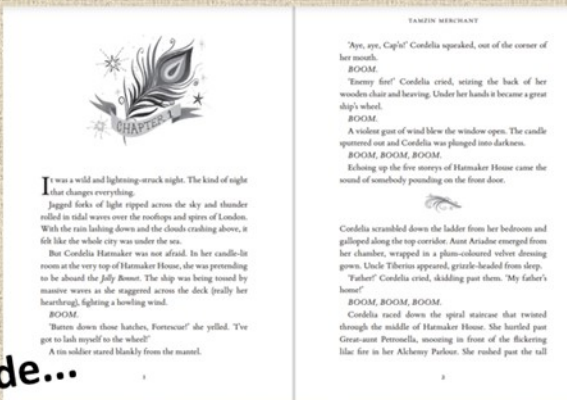 CHAPTER 1
It was a wild and lightning-struck night. The kind of night
that changes everything.
Jagged forks of light ripped across the sky and thunder
rolled in tidal waves over the rooftops and spires of London.
With the rain lashing down and the clouds crashing above, it
felt like the whole city was under the sea.
But Cordelia Hatmaker was not afraid. In her candle-lit
room at the very top of Hatmaker House, she was pretending
to be aboard the Jolly Bonnet. The ship was being tossed by
massive waves as she staggered across the deck (really her
hearthrug), fighting a howling wind.
BOOM.
'Batten down those hatches, Fortescue!' she yelled. 'I've
got to lash myself to the wheel!'
A tin soldier stared blankly from the mantel.
1
de...
TAMZIN MERCHANT
'Aye, aye, Cap'n!' Cordelia squeaked, out of the corner of
her mouth.
BOOM.
'Enemy fire!' Cordelia cried, seizing the back of her
wooden chair and heaving. Under her hands it became a great
ship's wheel.
BOOM.
A violent gust of wind blew the window open. The candle
sputtered out and Cordelia was plunged into darkness.
BOOM, BOOM, BOOM.
Echoing up the five storeys of Hatmaker House came the
sound of somebody pounding on the front door.
Cordelia scrambled down the ladder from her bedroom and
galloped along the top corridor. Aunt Ariadne emerged from
her chamber, wrapped in a plum-coloured velvet dressing
gown. Uncle Tiberius appeared, grizzle-headed from sleep.
'Father!' Cordelia cried, skidding past them. 'My father's
home!'
BOOM, BOOM, BOOM.
Cordelia raced down the spiral staircase that twisted
through the middle of Hatmaker House. She hurtled past
Great-aunt Petronella, snoozing in front of the flickering
lilac fire in her Alchemy Parlour. She rushed past the tall
2